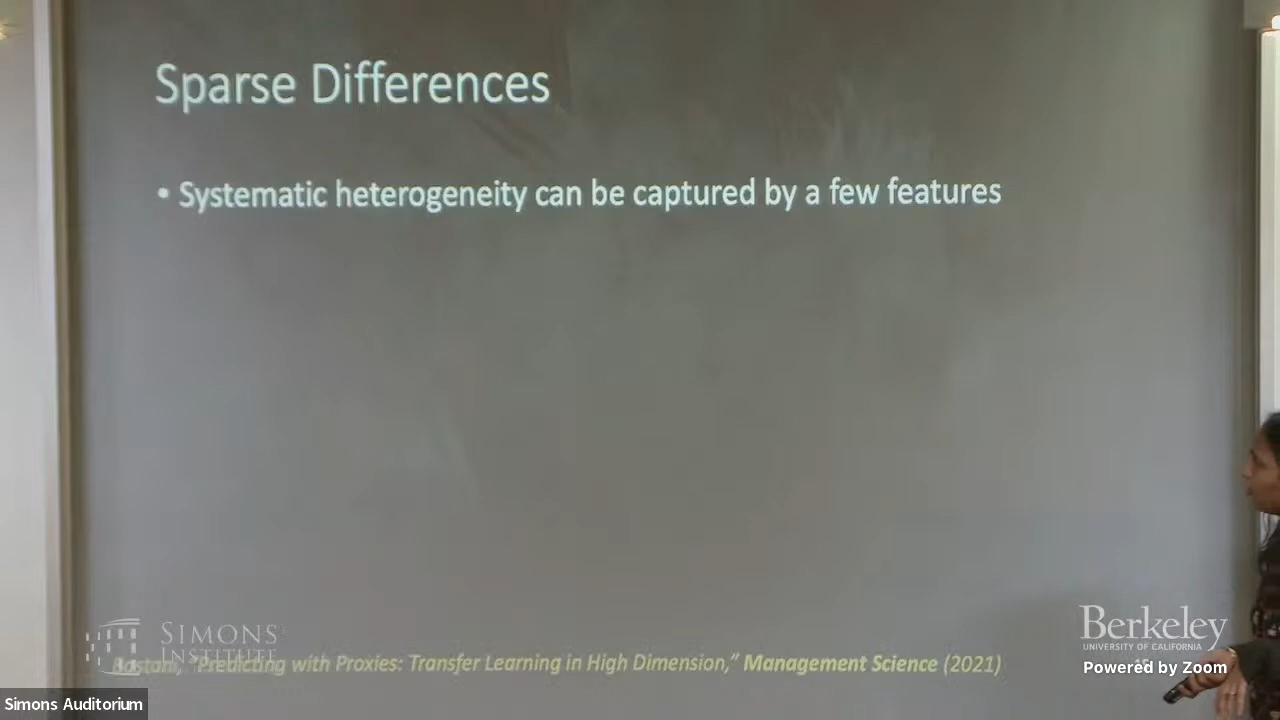 Sparse Differences
• Systematic heterogeneity can be captured by a few features
SIMONS
INSTITUTE
Bastani, "Predicting with Proxies: Transfer Learning in High Dimension," Management Science (2021)
Berkeley
UNIVERSITY OF CALIFORNIA
Powered by Zoom
Simons Auditorium